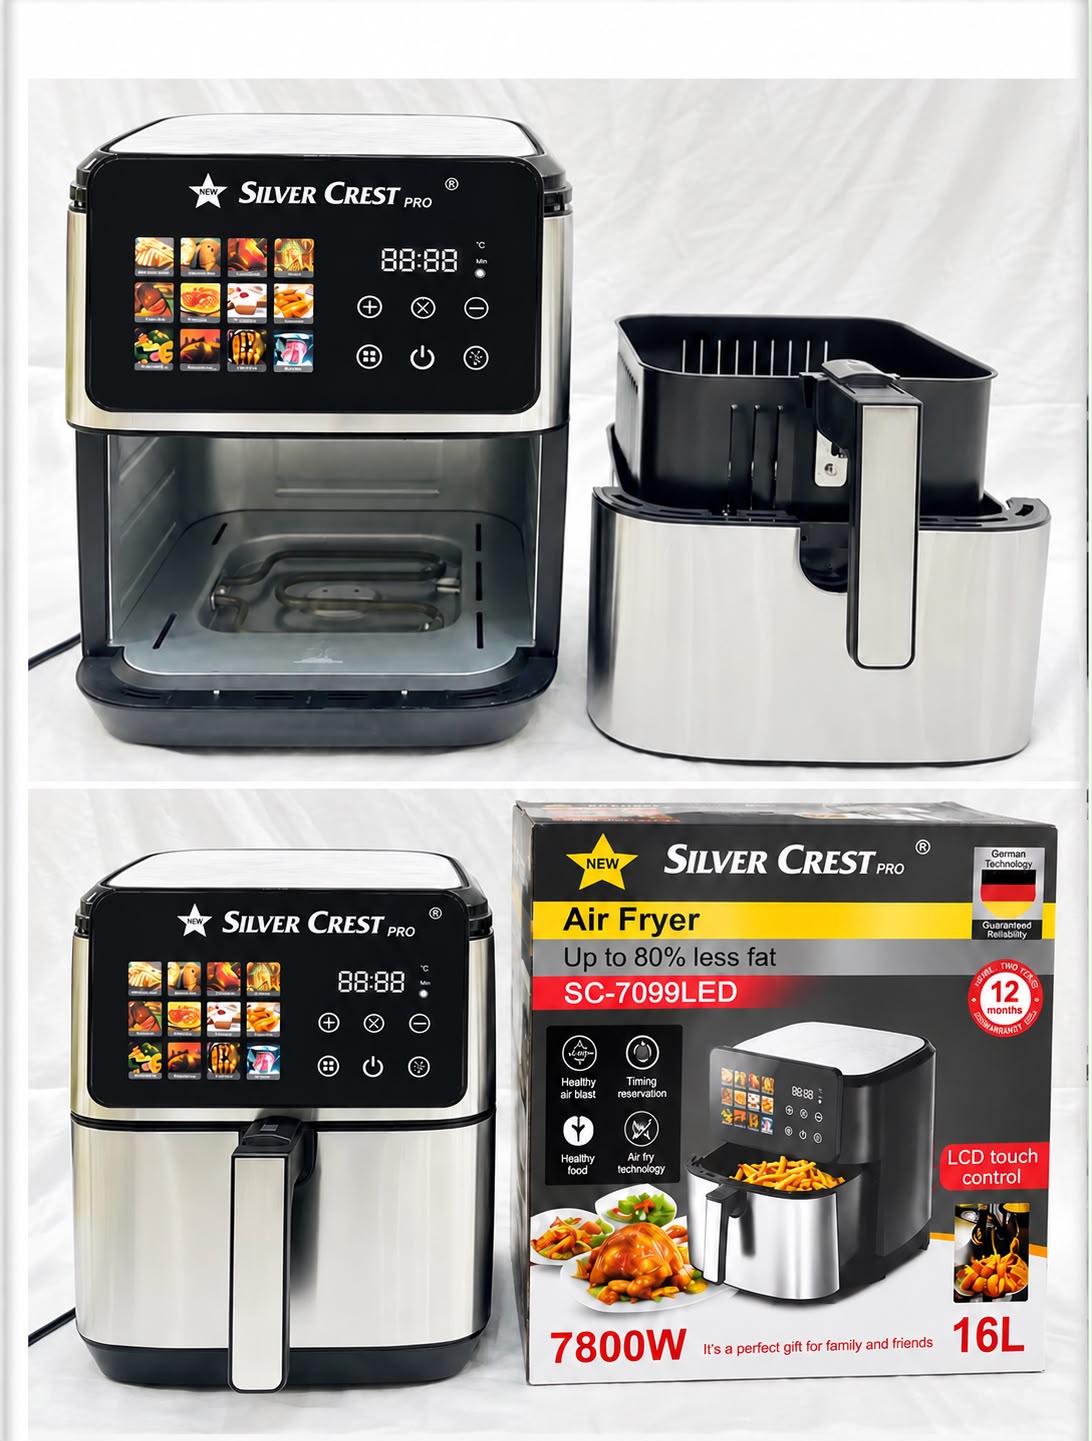 NEW SILVER CREST PRO ®
88:88 °C
Min
NEW SILVER CREST PRO ®
88:88 °C
Min
NEW
SILVER CREST PRO ®
German
Technology
Guaranteed
Reliability
Air Fryer
Up to 80% less fat
SC-7099LED
12
months
WARRANTY
Healthy
air blast
Timing
reservation
Healthy
food
Air fry
technology
88:88
LCD touch
control
7800W
It's a perfect gift for family and friends
16L